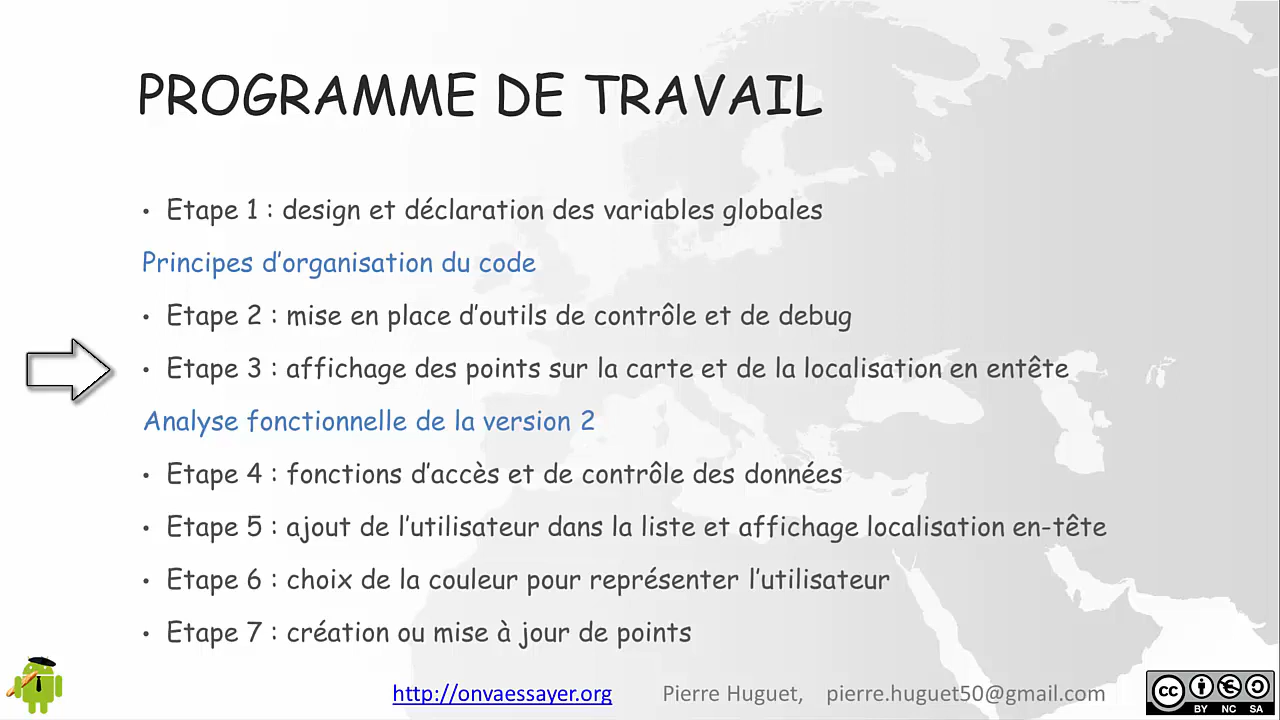 PROGRAMME DE TRAVAIL
• Etape 1 : design et déclaration des variables globales
Principes d’organisation du code
• Etape 2 : mise en place d’outils de contrôle et de debug
• Etape 3 : affichage des points sur la carte et de la localisation en entête
Analyse fonctionnelle de la version 2
• Etape 4 : fonctions d’accès et de contrôle des données
• Etape 5 : ajout de l’utilisateur dans la liste et affichage localisation en-tête
• Etape 6 : choix de la couleur pour représenter l’utilisateur
• Etape 7 : création ou mise à jour de points
http://onvaessayer.org Pierre Huguet, pierre.huguet50@gmail.com
cc
BY NC SA